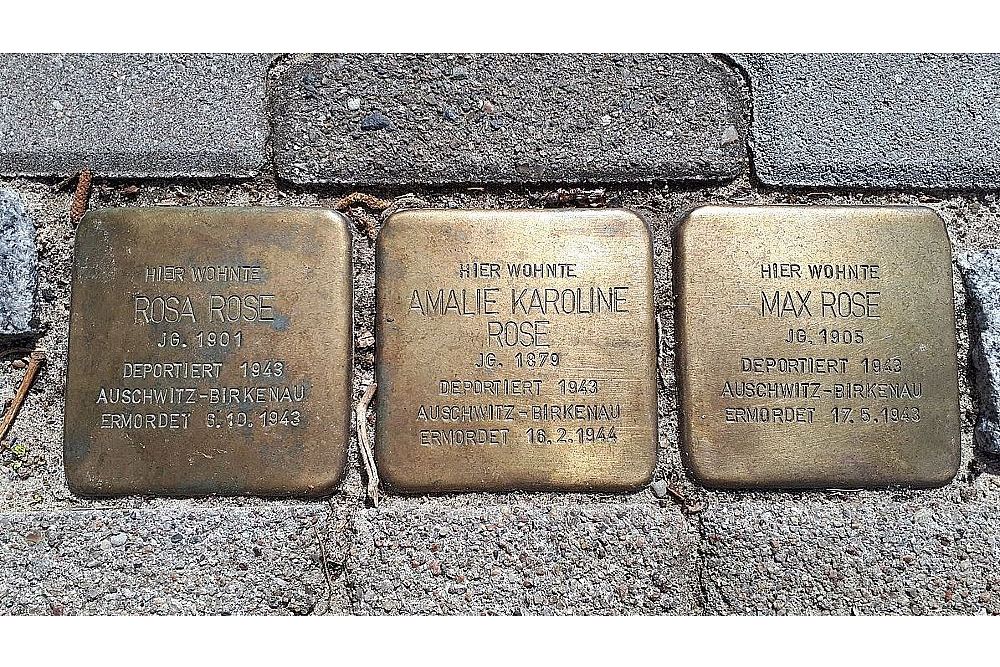 HIER WOHNTE
ROSA ROSE
JG. 1901
DEPORTIERT 1943
AUSCHWITZ-BIRKENAU
ERMORDET 6.10.1943
HIER WOHNTE
AMALIE KAROLINE
ROSE
JG. 1879
DEPORTIERT 1943
AUSCHWITZ-BIRKENAU
ERMORDET 16.2.1944
HIER WOHNTE
MAX ROSE
JG. 1905
DEPORTIERT 1943
AUSCHWITZ-BIRKENAU
ERMORDET 17.5.1943